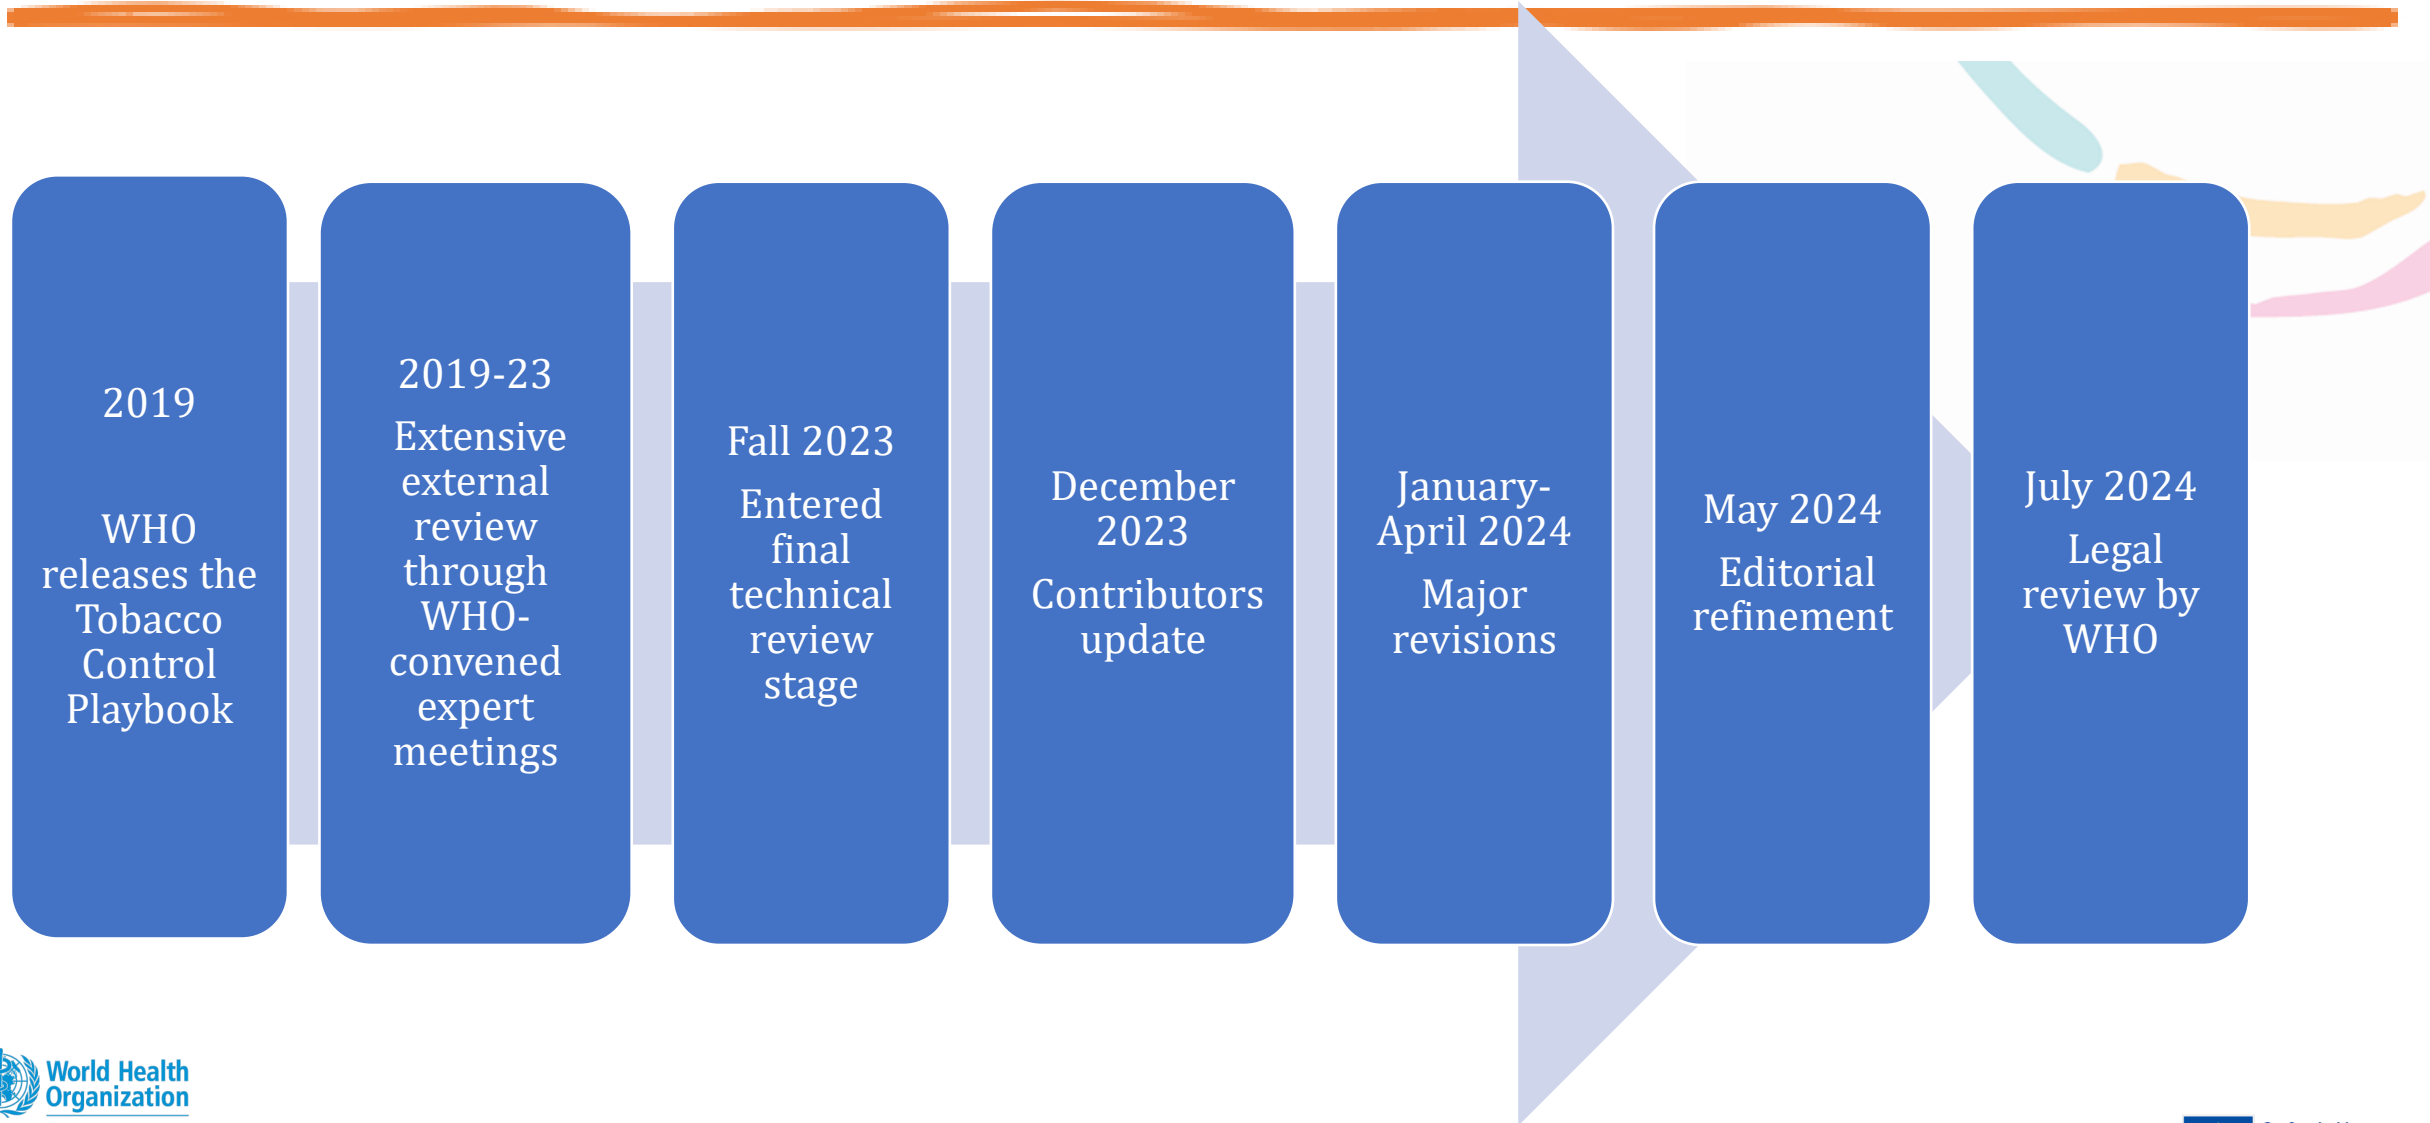 2019
WHO
releases the
Tobacco
Control
Playbook
2019-23
Extensive
external
review
through
WHO-
convened
expert
meetings
Fall 2023
Entered
final
technical
review
stage
December
2023
Contributors
update
January-
April 2024
Major
revisions
May 2024
Editorial
refinement
July 2024
Legal
review by
WHO
World Health
Organization